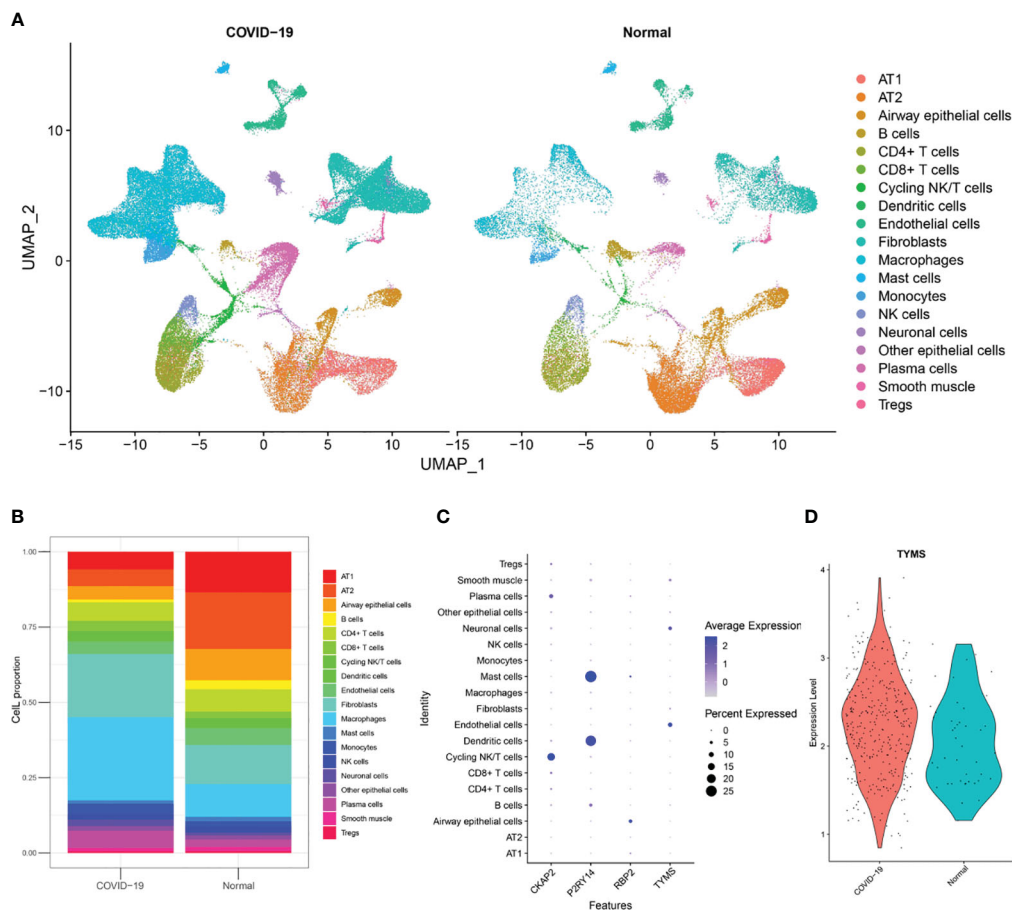 A
COVID−19
Normal
UMAP_2
10
0
−10
−15
−10
−5
0
5
10
−15
−10
−5
0
5
10
UMAP_1
AT1
AT2
Airway epithelial cells
B cells
CD4+ T cells
CD8+ T cells
Cycling NK/T cells
Dendritic cells
Endothelial cells
Fibroblasts
Macrophages
Mast cells
Monocytes
NK cells
Neuronal cells
Other epithelial cells
Plasma cells
Smooth muscle
Tregs
B
CelL proportion
1.00
0.75
0.50
0.25
0.00
COVID−19
Normal
AT1
AT2
Airway epithelial cells
B cells
CD4+ T cells
CD8+ T cells
Cycling NK/T cells
Dendritic cells
Endothelial cells
Fibroblasts
Macrophages
Mast cells
Monocytes
NK cells
Neuronal cells
Other epithelial cells
Plasma cells
Smooth muscle
Tregs
C
Identity
Tregs
Smooth muscle
Plasma cells
Other epithelial cells
Neuronal cells
NK cells
Monocytes
Mast cells
Macrophages
Fibroblasts
Endothelial cells
Dendritic cells
Cycling NK/T cells
CD8+ T cells
CD4+ T cells
B cells
Airway epithelial cells
AT2
AT1
CKAP2
P2RY14
RBP2
TYMS
Features
Average Expression
2
1
0
Percent Expressed
0
5
10
15
20
25
D
TYMS
Expression Level
4
3
2
1
COVID−19
Normal